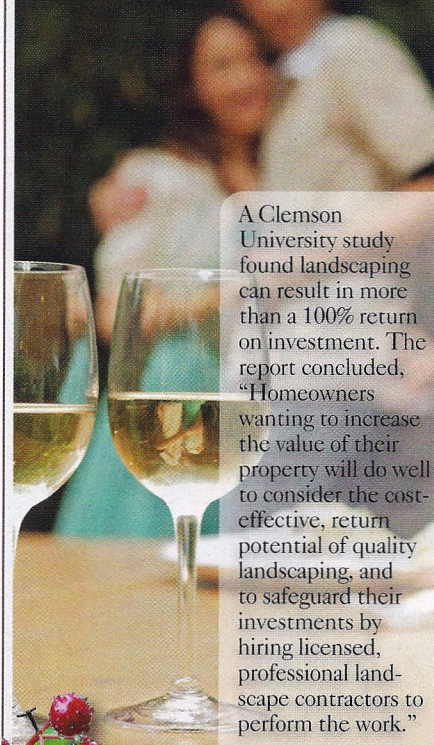 A Clemson
University study
found landscaping
can result in more
than a 100% return
on investment. The
report concluded,
“Homeowners
wanting to increase
the value of their
property will do well
to consider the cost-
effective, return
potential of quality
landscaping, and
to safeguard their
investments by
hiring licensed,
professional land-
scape contractors to
perform the work.”